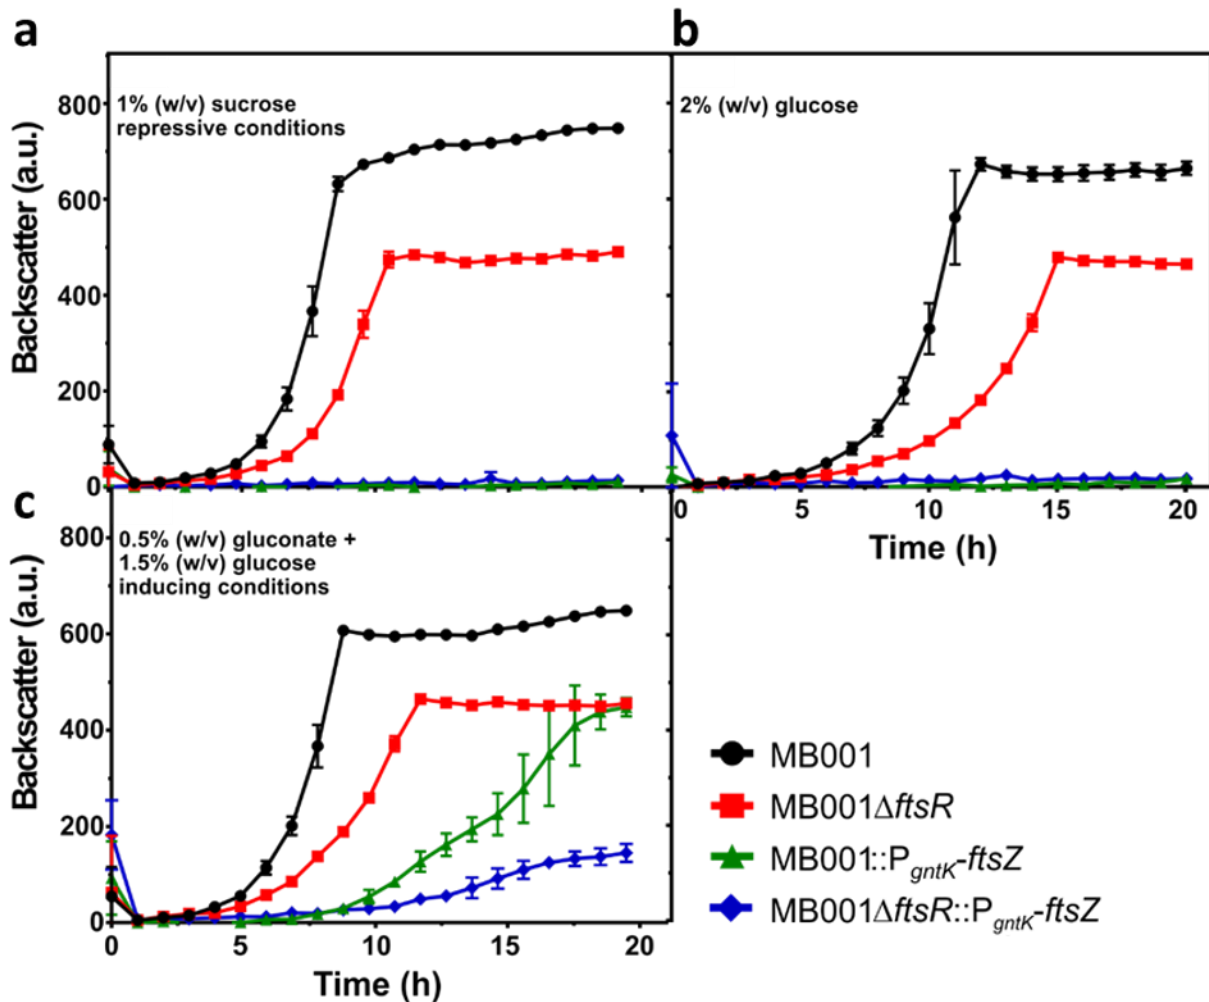 a
b
1% (w/v) sucrose
repressive conditions
2% (w/v) glucose
Backscatter (a.u.)
800
600
400
200
0
0
5
10
15
20
Time (h)
c
0.5% (w/v) gluconate +
1.5% (w/v) glucose
inducing conditions
Backscatter (a.u.)
800
600
400
200
0
0
5
10
15
20
Time (h)
MB001
MB001ΔftsR
MB001::PgntK-ftsZ
MB001ΔftsR::PgntK-ftsZ